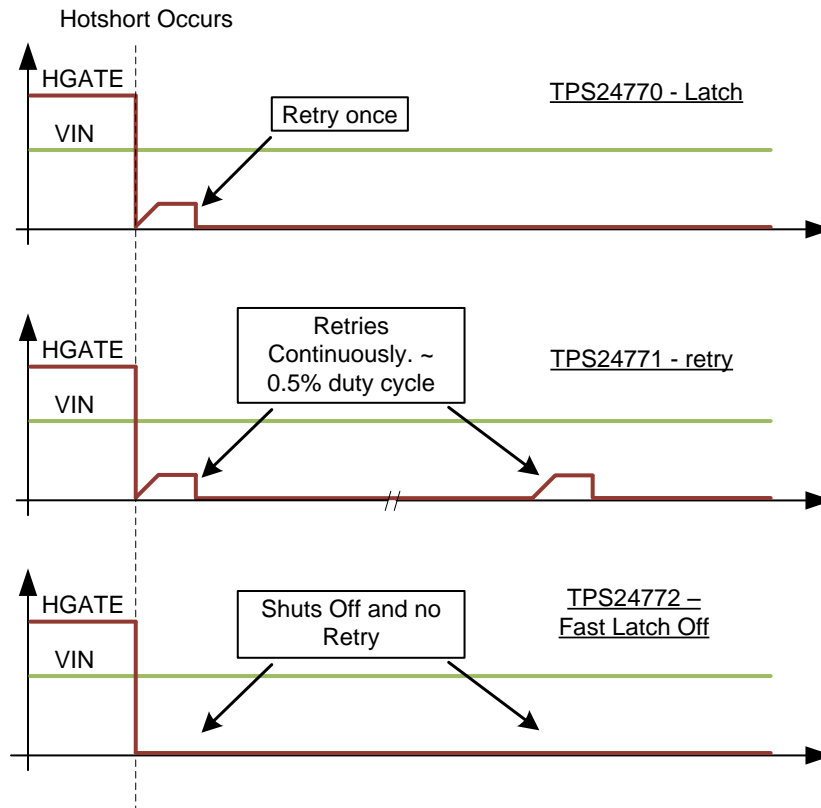 Hotshort Occurs
HGATE
TPS24770 - Latch
Retry once
VIN
HGATE
Retries
Continuously. ~
0.5% duty cycle
TPS24771 - retry
VIN
HGATE
Shuts Off and no
Retry
TPS24772 –
Fast Latch Off
VIN